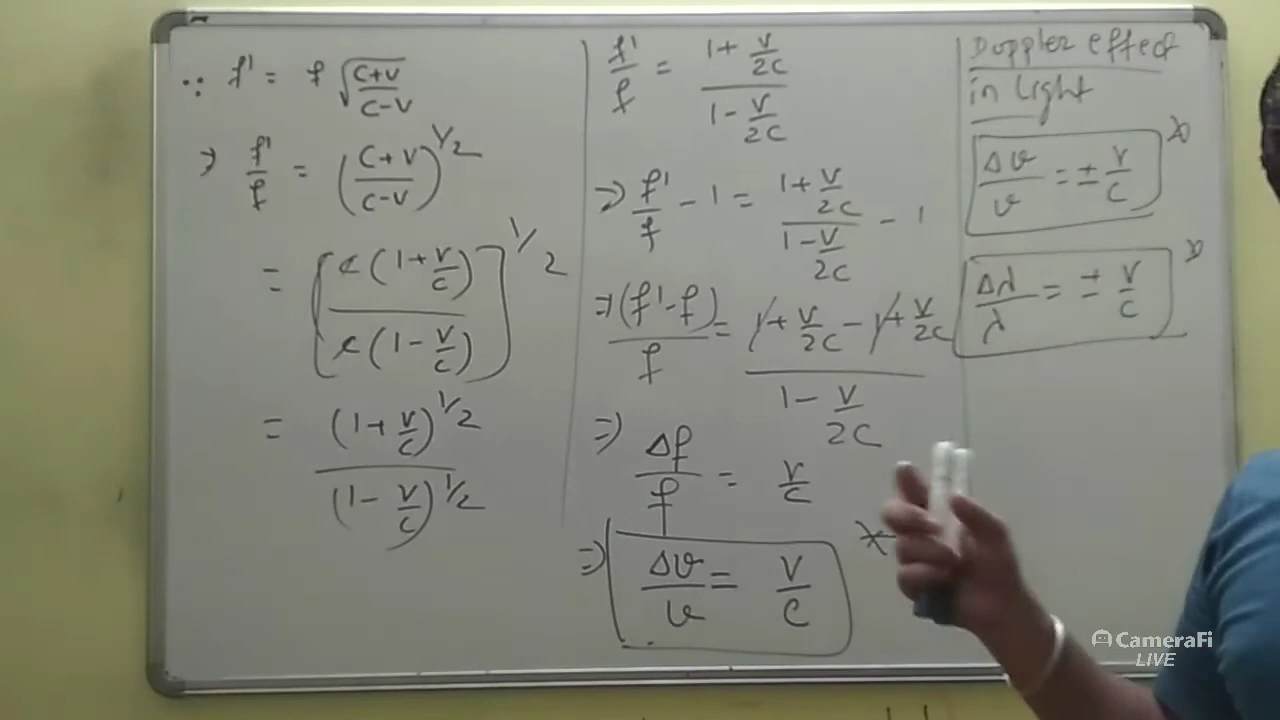 ∵ f' = f √((C+V)/(C-V))
⇒ f'/f = ((C+V)/(C-V))^1/2
= [C(1+V/C) / C(1-V/C)]^1/2
= (1+V/C)^1/2 / (1-V/C)^1/2
f'/f = (1+V/2C) / (1-V/2C)
⇒ f'/f - 1 = (1+V/2C) / (1-V/2C) - 1
⇒ (f'-f)/f = (1+V/2C-1+V/2C) / (1-V/2C)
⇒ Δf/f = V/C
⇒ Δν/ν = V/C
Doppler effect
in light
Δν/ν = ± V/C
Δλ/λ = ± V/C
CameraFi
LIVE